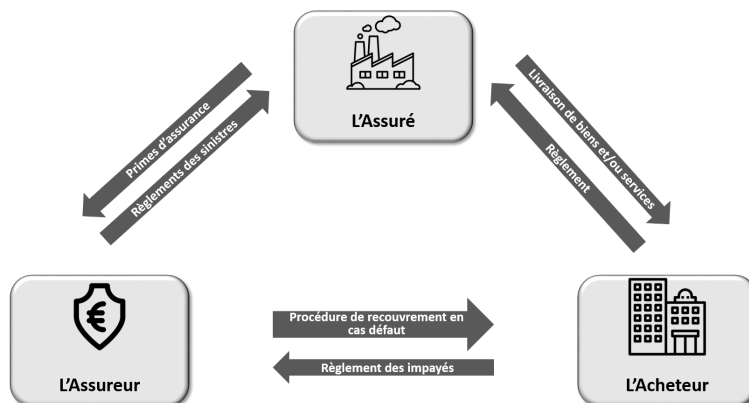 L'Assuré
Primes d'assurance
Règlements des sinistres
Livraison de biens et/ou services
Règlement
€
L'Assureur
Procédure de recouvrement en
cas défaut
Règlement des impayés
L'Acheteur